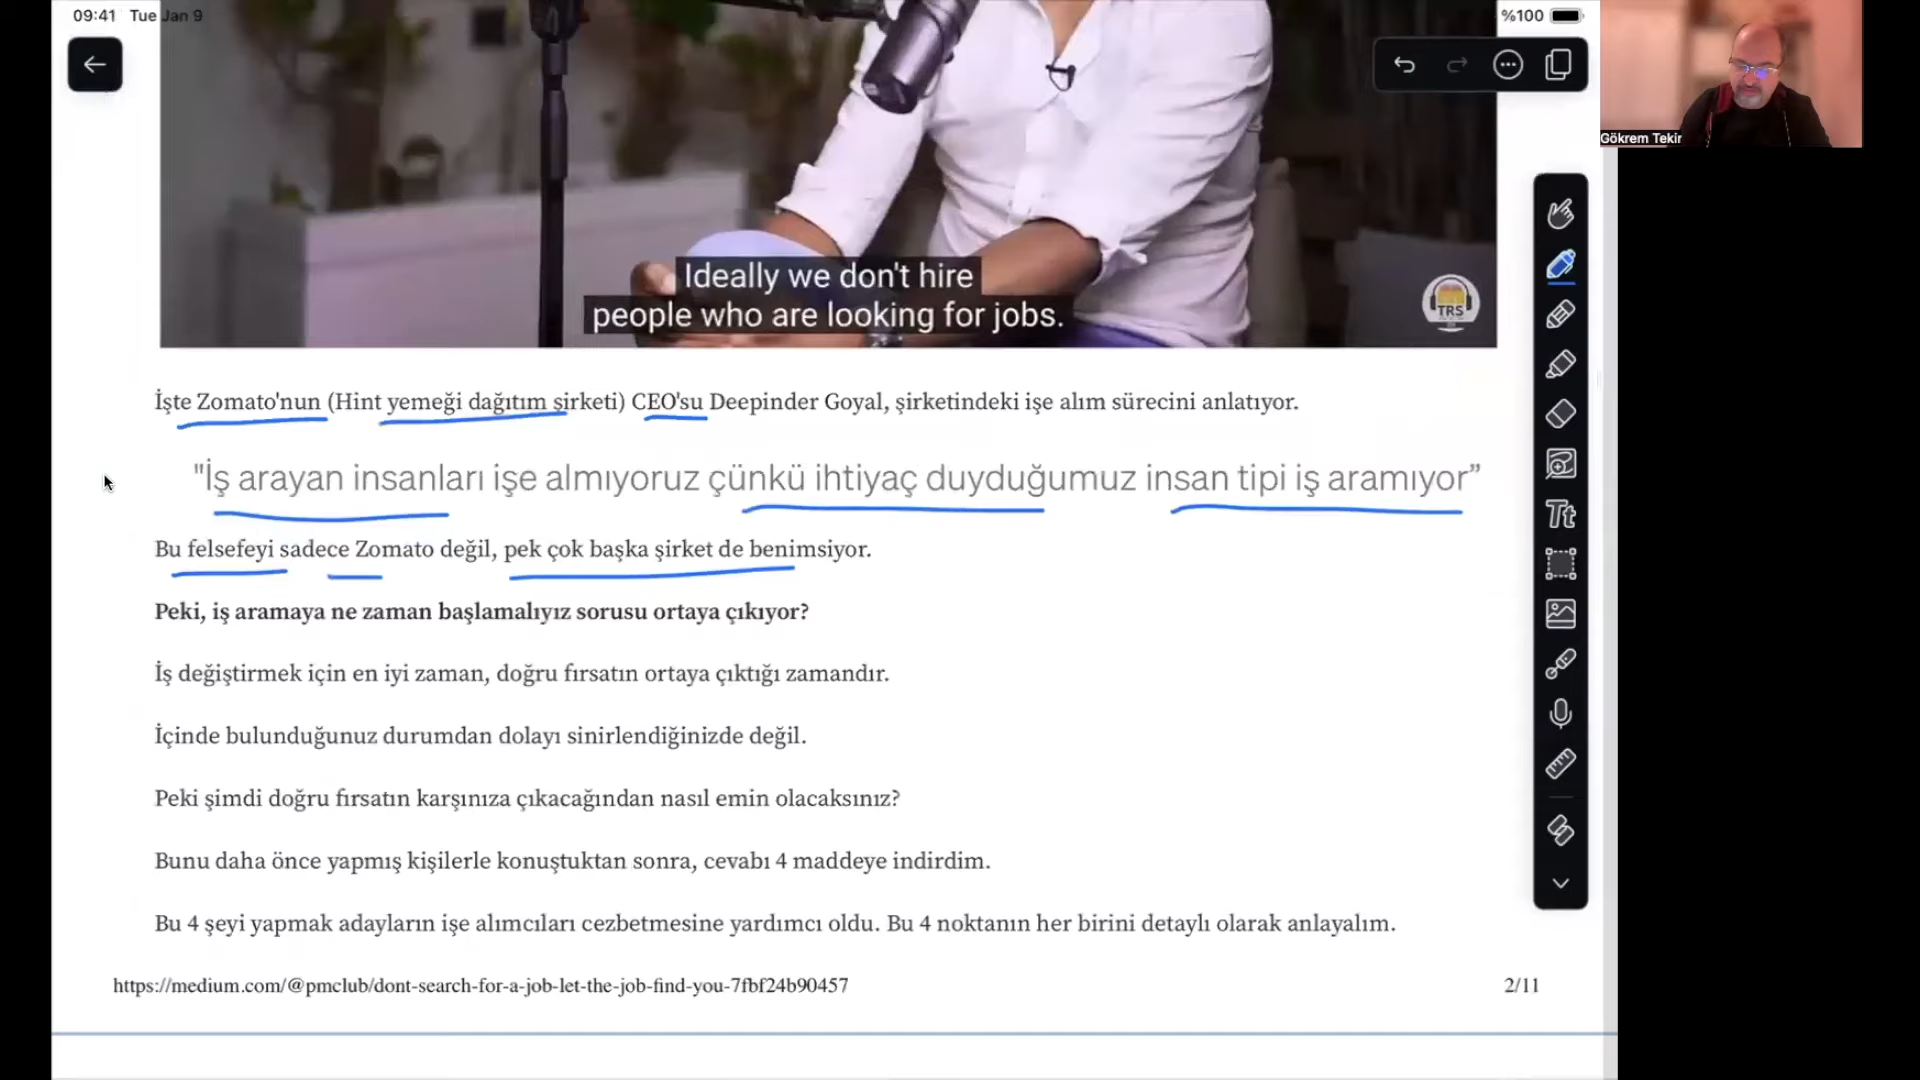 09:41 Tue Jan 9
%100
Gökrem Tekir
Ideally we don't hire
people who are looking for jobs.
TRS
İşte Zomato'nun (Hint yemeği dağıtım şirketi) CEO'su Deepinder Goyal, şirketindeki işe alım sürecini anlatıyor.
"İş arayan insanları işe almıyoruz çünkü ihtiyaç duyduğumuz insan tipi iş aramıyor”
Bu felsefeyi sadece Zomato değil, pek çok başka şirket de benimsiyor.
Peki, iş aramaya ne zaman başlamalıyız sorusu ortaya çıkıyor?
İş değiştirmek için en iyi zaman, doğru fırsatın ortaya çıktığı zamandır.
İçinde bulunduğunuz durumdan dolayı sinirlendiğinizde değil.
Peki şimdi doğru fırsatın karşınıza çıkacağından nasıl emin olacaksınız?
Bunu daha önce yapmış kişilerle konuştuktan sonra, cevabı 4 maddeye indirdim.
Bu 4 şeyi yapmak adayların işe alımcıları cezbetmesine yardımcı oldu. Bu 4 noktanın her birini detaylı olarak anlayalım.
https://medium.com/@pmclub/dont-search-for-a-job-let-the-job-find-you-7fbf24b90457
2/11
Tt